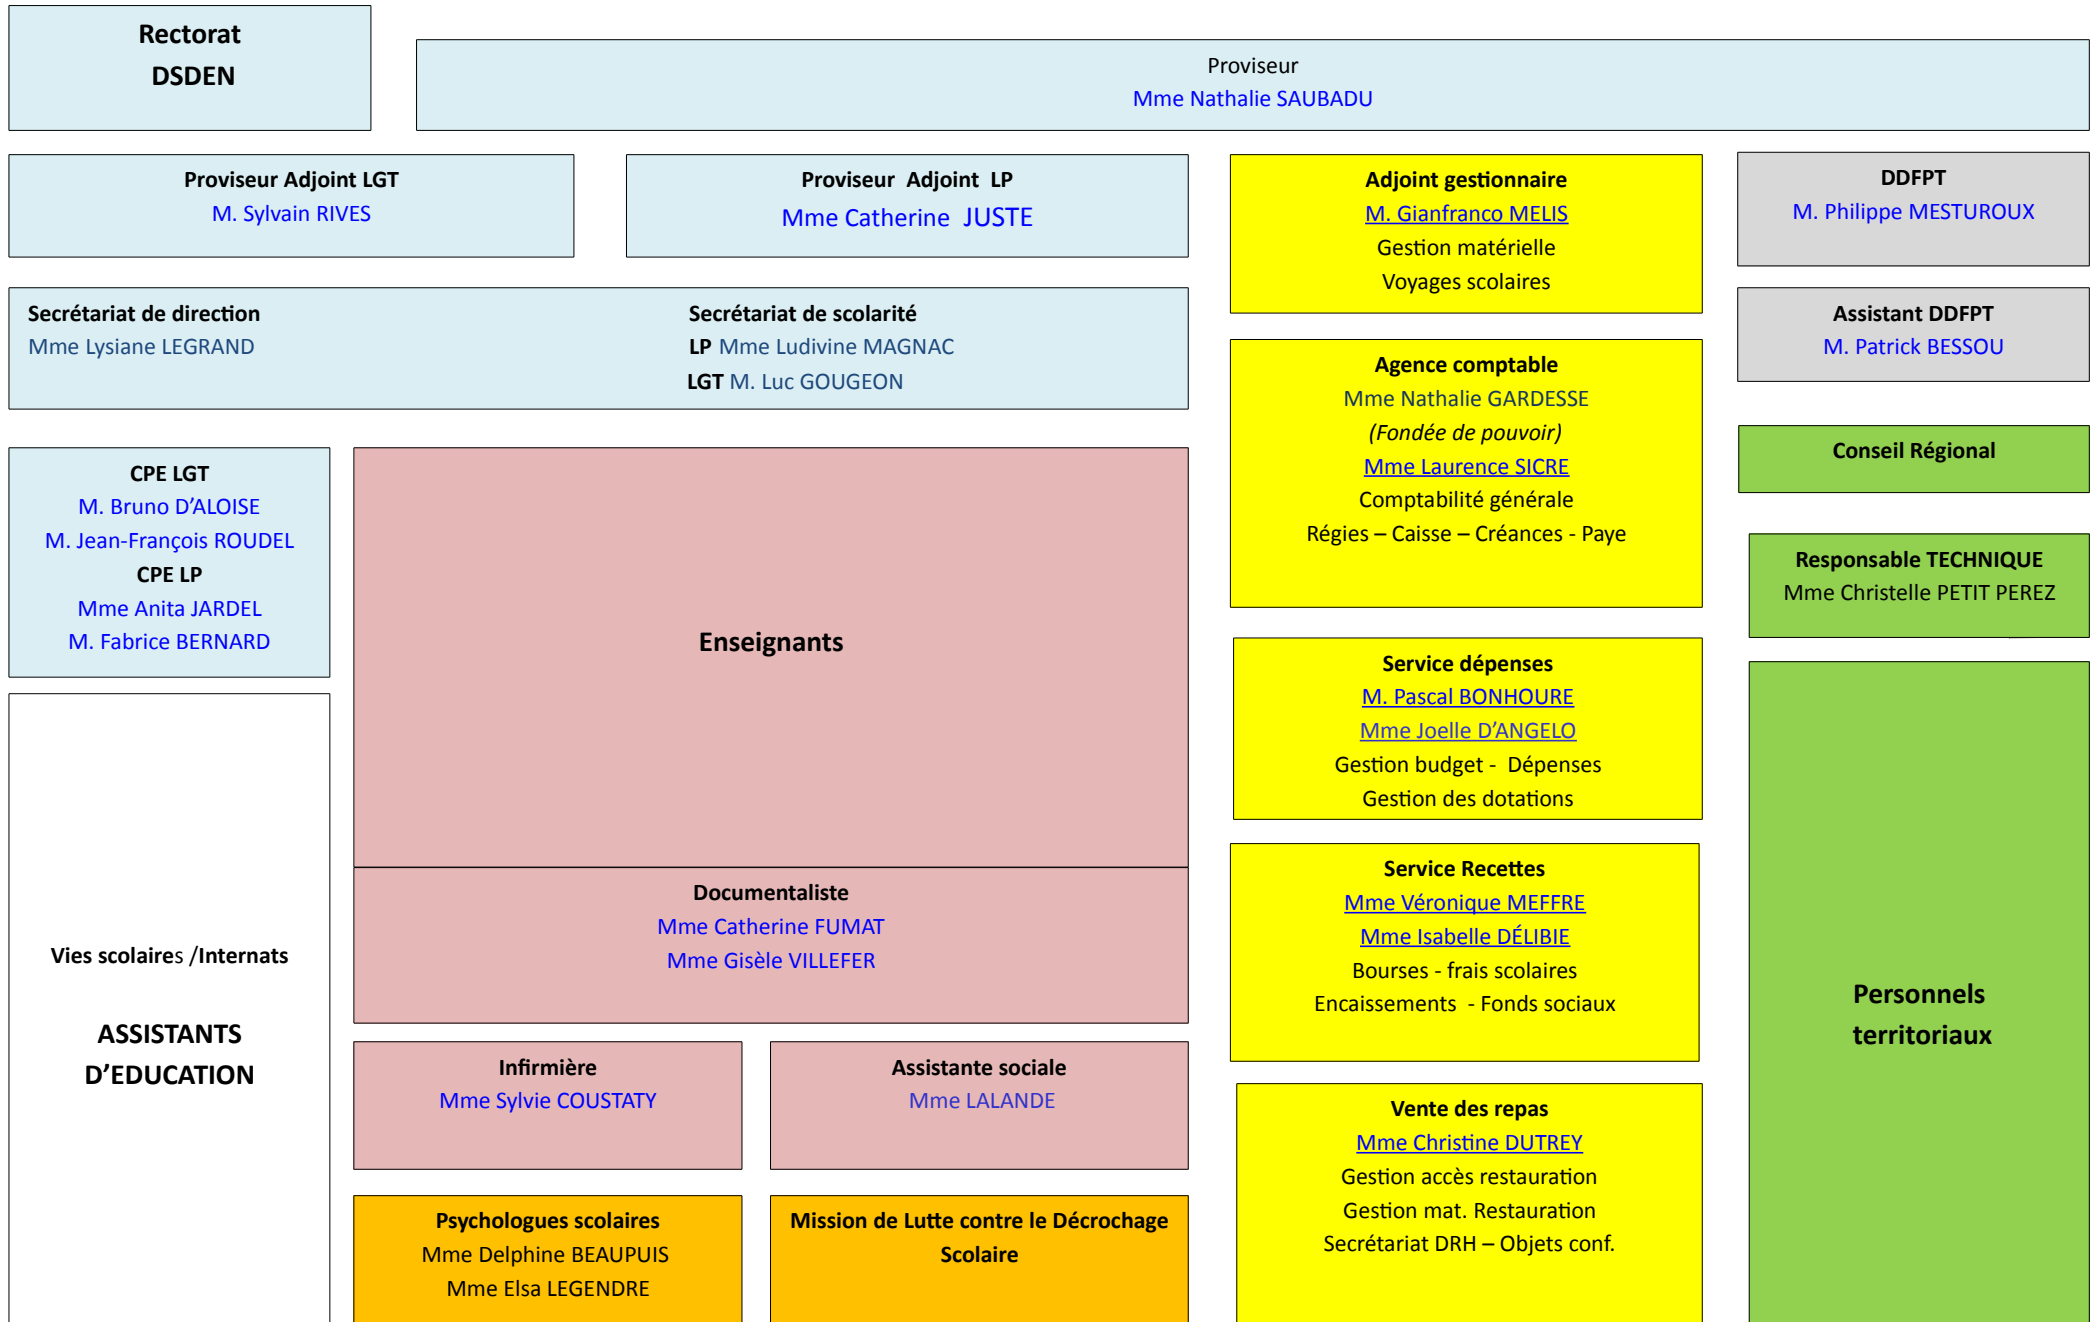 Rectorat
DSDEN
Proviseur
Mme Nathalie SAUBADU
Proviseur Adjoint LGT
M. Sylvain RIVES
Proviseur Adjoint LP
Mme Catherine JUSTE
Adjoint gestionnaire
M. Gianfranco MELIS
Gestion matérielle
Voyages scolaires
DDFPT
M. Philippe MESTUROUX
Secrétariat de direction
Mme Lysiane LEGRAND
Secrétariat de scolarité
LP Mme Ludivine MAGNAC
LGT M. Luc GOUGEON
Assistant DDFPT
M. Patrick BESSOU
Agence comptable
Mme Nathalie GARDESSE
(Fondée de pouvoir)
Mme Laurence SICRE
Comptabilité générale
Régies – Caisse – Créances - Paye
Conseil Régional
CPE LGT
M. Bruno D’ALOISE
M. Jean-François ROUDEL
CPE LP
Mme Anita JARDEL
M. Fabrice BERNARD
Enseignants
Responsable TECHNIQUE
Mme Christelle PETIT PEREZ
Service dépenses
M. Pascal BONHOURE
Mme Joelle D’ANGELO
Gestion budget - Dépenses
Gestion des dotations
Vies scolaires /Internats
ASSISTANTS
D’EDUCATION
Documentaliste
Mme Catherine FUMAT
Mme Gisèle VILLEFER
Service Recettes
Mme Véronique MEFFRE
Mme Isabelle DÉLIBIE
Bourses - frais scolaires
Encaissements - Fonds sociaux
Personnels
territoriaux
Infirmière
Mme Sylvie COUSTATY
Assistante sociale
Mme LALANDE
Vente des repas
Mme Christine DUTREY
Gestion accès restauration
Gestion mat. Restauration
Secrétariat DRH – Objets conf.
Psychologues scolaires
Mme Delphine BEAUPUIS
Mme Elsa LEGENDRE
Mission de Lutte contre le Décrochage
Scolaire